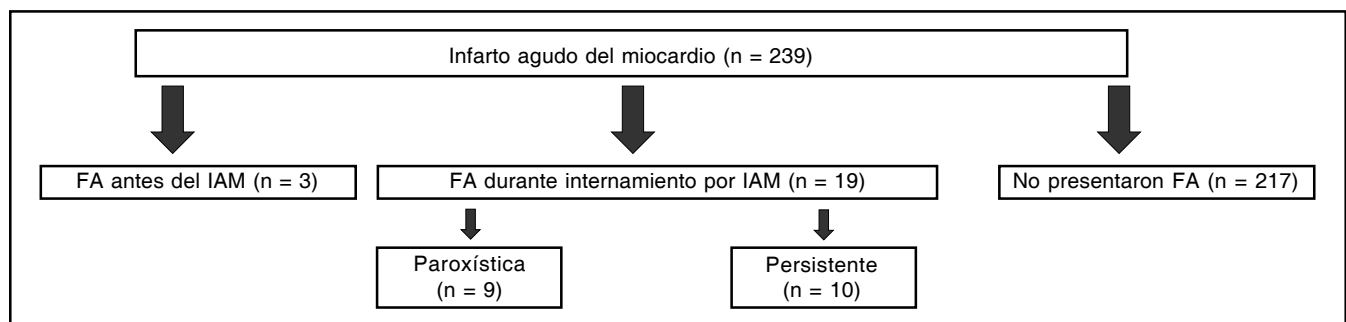 Infarto agudo del miocardio (n = 239)
FA antes del IAM (n = 3)
FA durante internamiento por IAM (n = 19)
No presentaron FA (n = 217)
Paroxística
(n = 9)
Persistente
(n = 10)